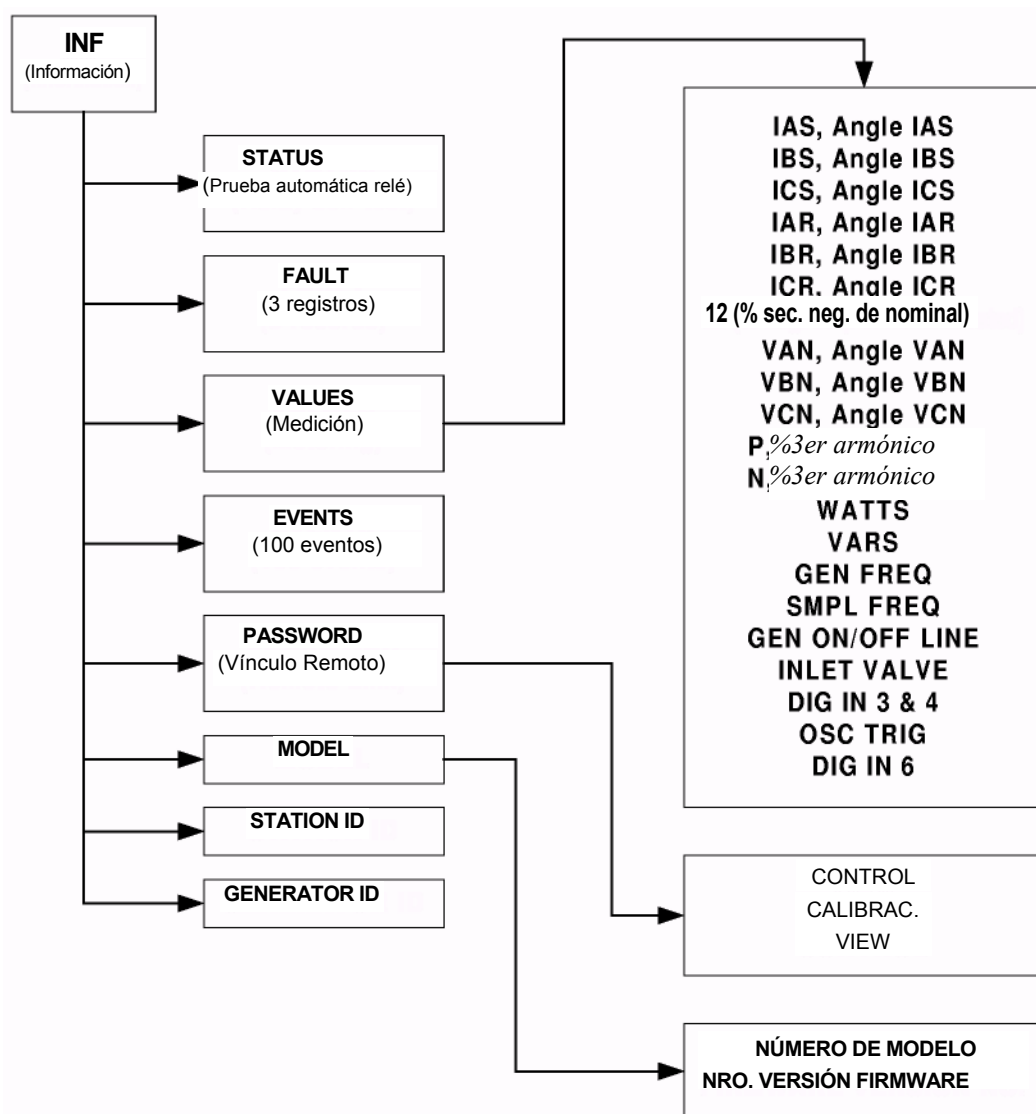 INF
(Información)
STATUS
(Prueba automática relé)
FAULT
(3 registros)
VALUES
(Medición)
EVENTS
(100 eventos)
PASSWORD
(Vínculo Remoto)
MODEL
STATION ID
GENERATOR ID
IAS, Angle IAS
IBS, Angle IBS
ICS, Angle ICS
IAR, Angle IAR
IBR, Angle IBR
ICR, Angle ICR
12 (% sec. neg. de nominal)
VAN, Angle VAN
VBN, Angle VBN
VCN, Angle VCN
P,%3er armónico
N,%3er armónico
WATTS
VARS
GEN FREQ
SMPL FREQ
GEN ON/OFF LINE
INLET VALVE
DIG IN 3 & 4
OSC TRIG
DIG IN 6
CONTROL
CALIBRAC.
VIEW
NÚMERO DE MODELO
NRO. VERSIÓN FIRMWARE